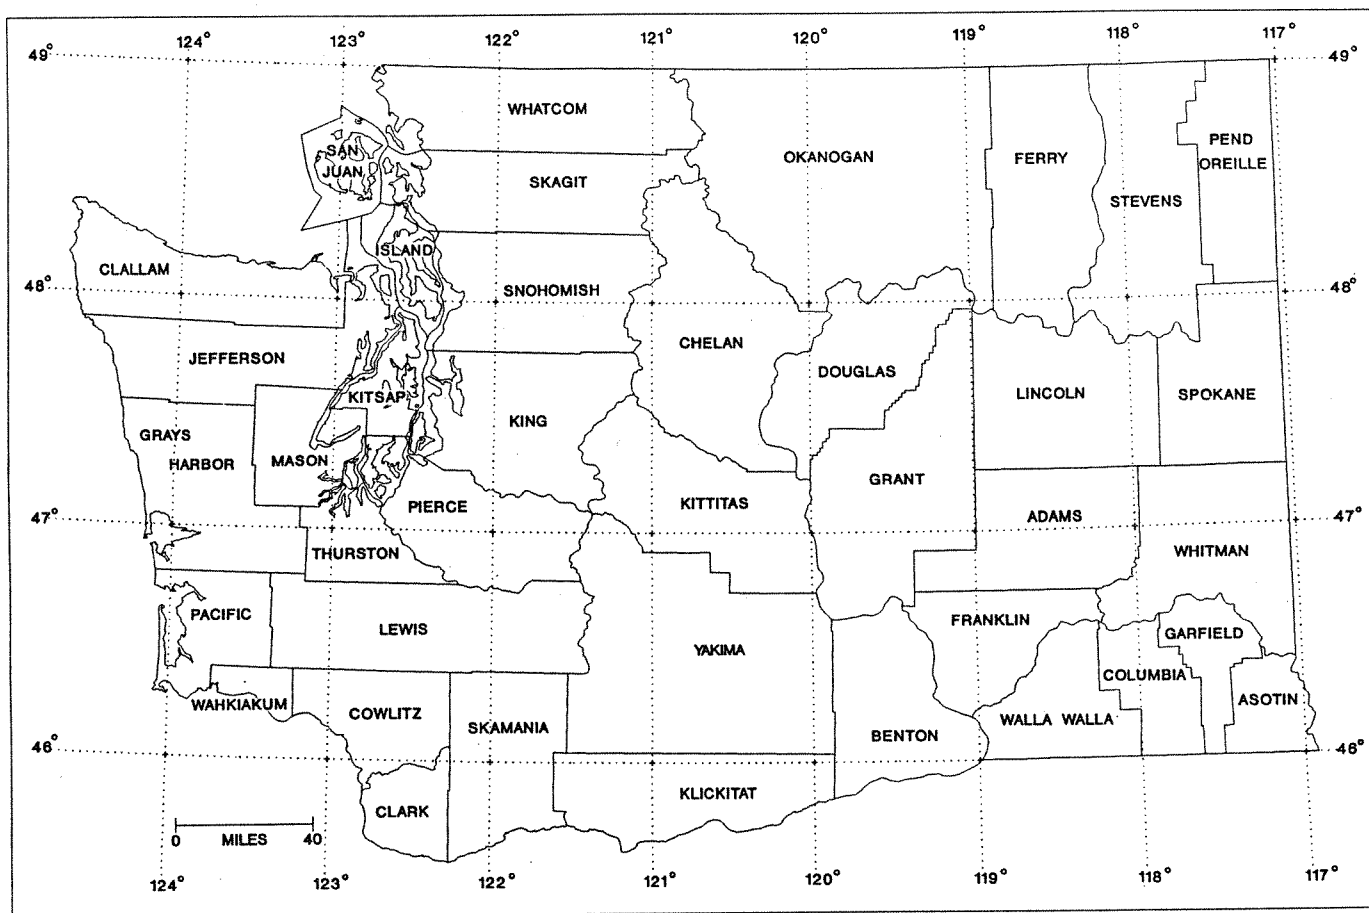 124° 123° 122° 121° 120° 119° 118° 117°
49° 49°
WHATCOM
SAN
JUAN
OKANOGAN
FERRY
PEND
OREILLE
SKAGIT
STEVENS
ISLAND
CLALLAM
48° 48°
SNOHOMISH
JEFFERSON
CHELAN
DOUGLAS
KITSAP
LINCOLN
SPOKANE
KING
GRAYS
HARBOR
MASON
GRANT
PIERCE
KITTITAS
ADAMS
47° 47°
THURSTON
WHITMAN
PACIFIC
LEWIS
YAKIMA
FRANKLIN
GARFIELD
COLUMBIA
WAHKIAKUM
COWLITZ
SKAMANIA
BENTON
WALLA WALLA
ASOTIN
46° 46°
KLICKITAT
CLARK
0 MILES 40
124° 123° 122° 121° 120° 119° 118° 117°